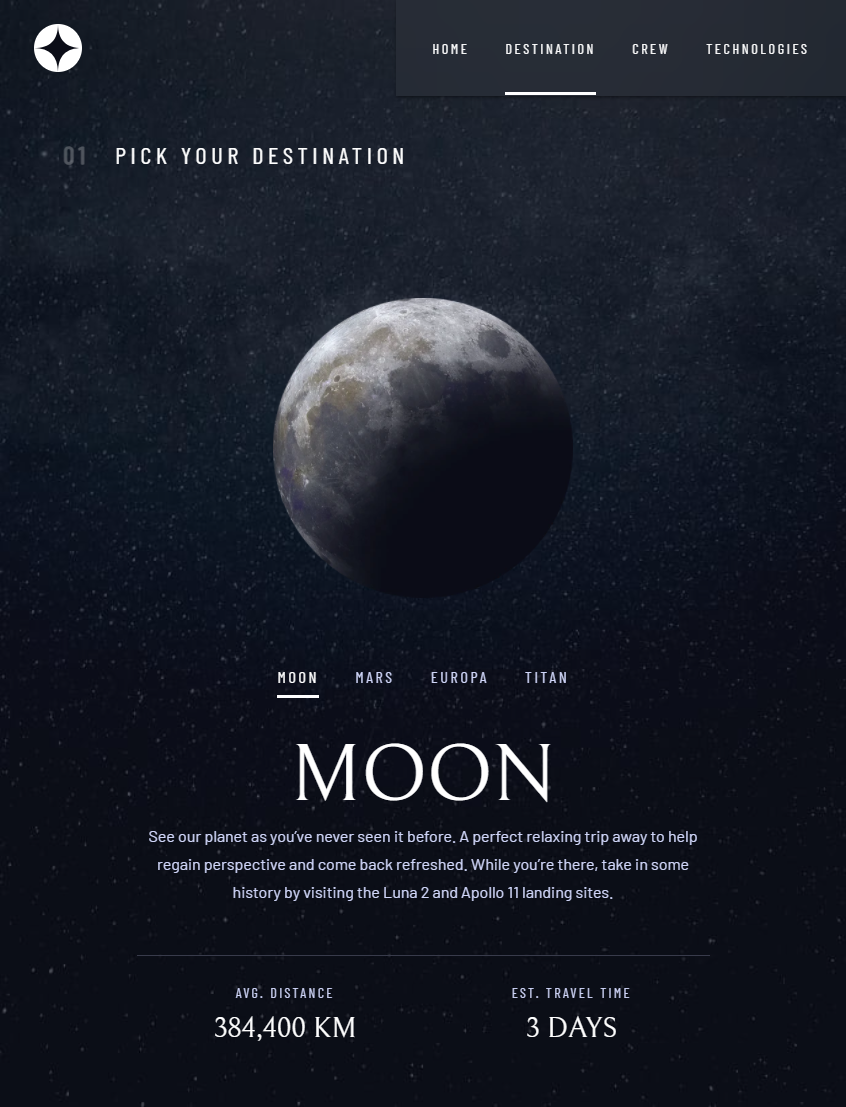 HOME DESTINATION CREW TECHNOLOGIES
01 PICK YOUR DESTINATION
MOON MARS EUROPA TITAN
MOON
See our planet as you’ve never seen it before. A perfect relaxing trip away to help
regain perspective and come back refreshed. While you’re there, take in some
history by visiting the Luna 2 and Apollo 11 landing sites.
AVG. DISTANCE EST. TRAVEL TIME
384,400 KM 3 DAYS